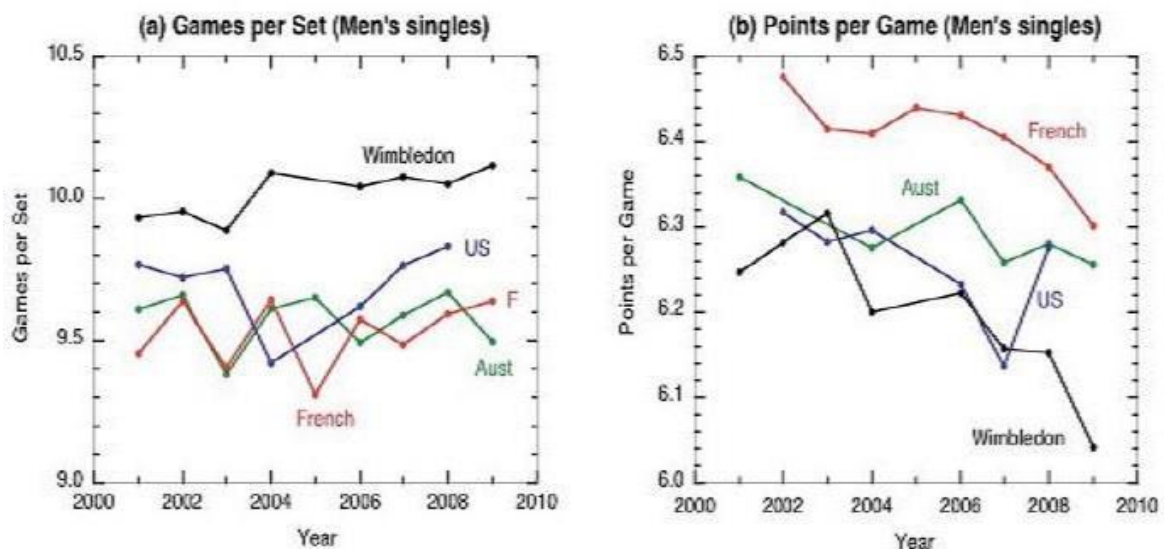 (a) Games per Set (Men's singles)
10.5
10.0
9.5
9.0
Games per Set
Wimbledon
US
F
Aust
French
2000 2002 2004 2006 2008 2010
Year
(b) Points per Game (Men's singles)
6.5
6.4
6.3
6.2
6.1
6.0
Points per Game
French
Aust
US
Wimbledon
2000 2002 2004 2006 2008 2010
Year